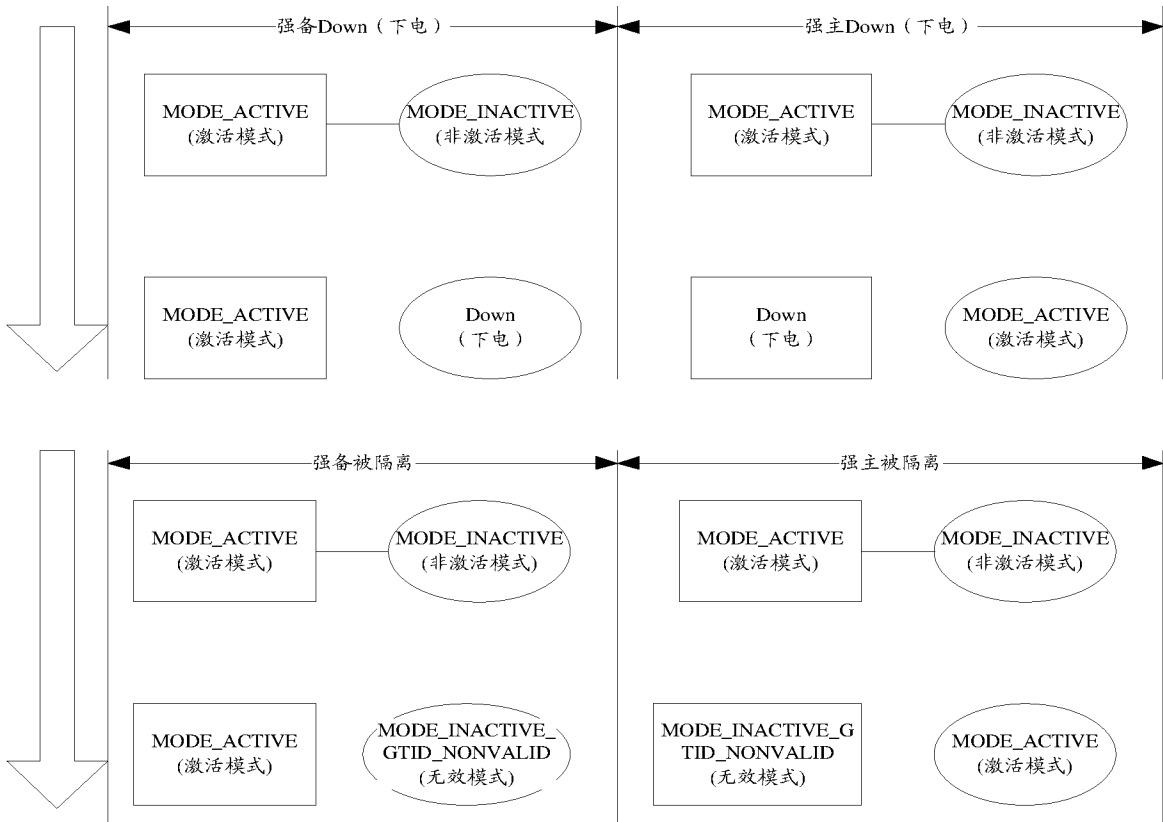 强备Down（下电）
强主Down（下电）
MODE_ACTIVE
(激活模式)
MODE_INACTIVE
(非激活模式
MODE_ACTIVE
(激活模式)
MODE_INACTIVE
(非激活模式)
MODE_ACTIVE
(激活模式)
Down
（下电）
Down
（下电）
MODE_ACTIVE
(激活模式)
强备被隔离
强主被隔离
MODE_ACTIVE
(激活模式)
MODE_INACTIVE
(非激活模式)
MODE_ACTIVE
(激活模式)
MODE_INACTIVE
(非激活模式)
MODE_ACTIVE
(激活模式)
MODE_INACTIVE_
GTID_NONVALID
(无效模式)
MODE_INACTIVE_G
TID_NONVALID
(无效模式)
MODE_ACTIVE
(激活模式)